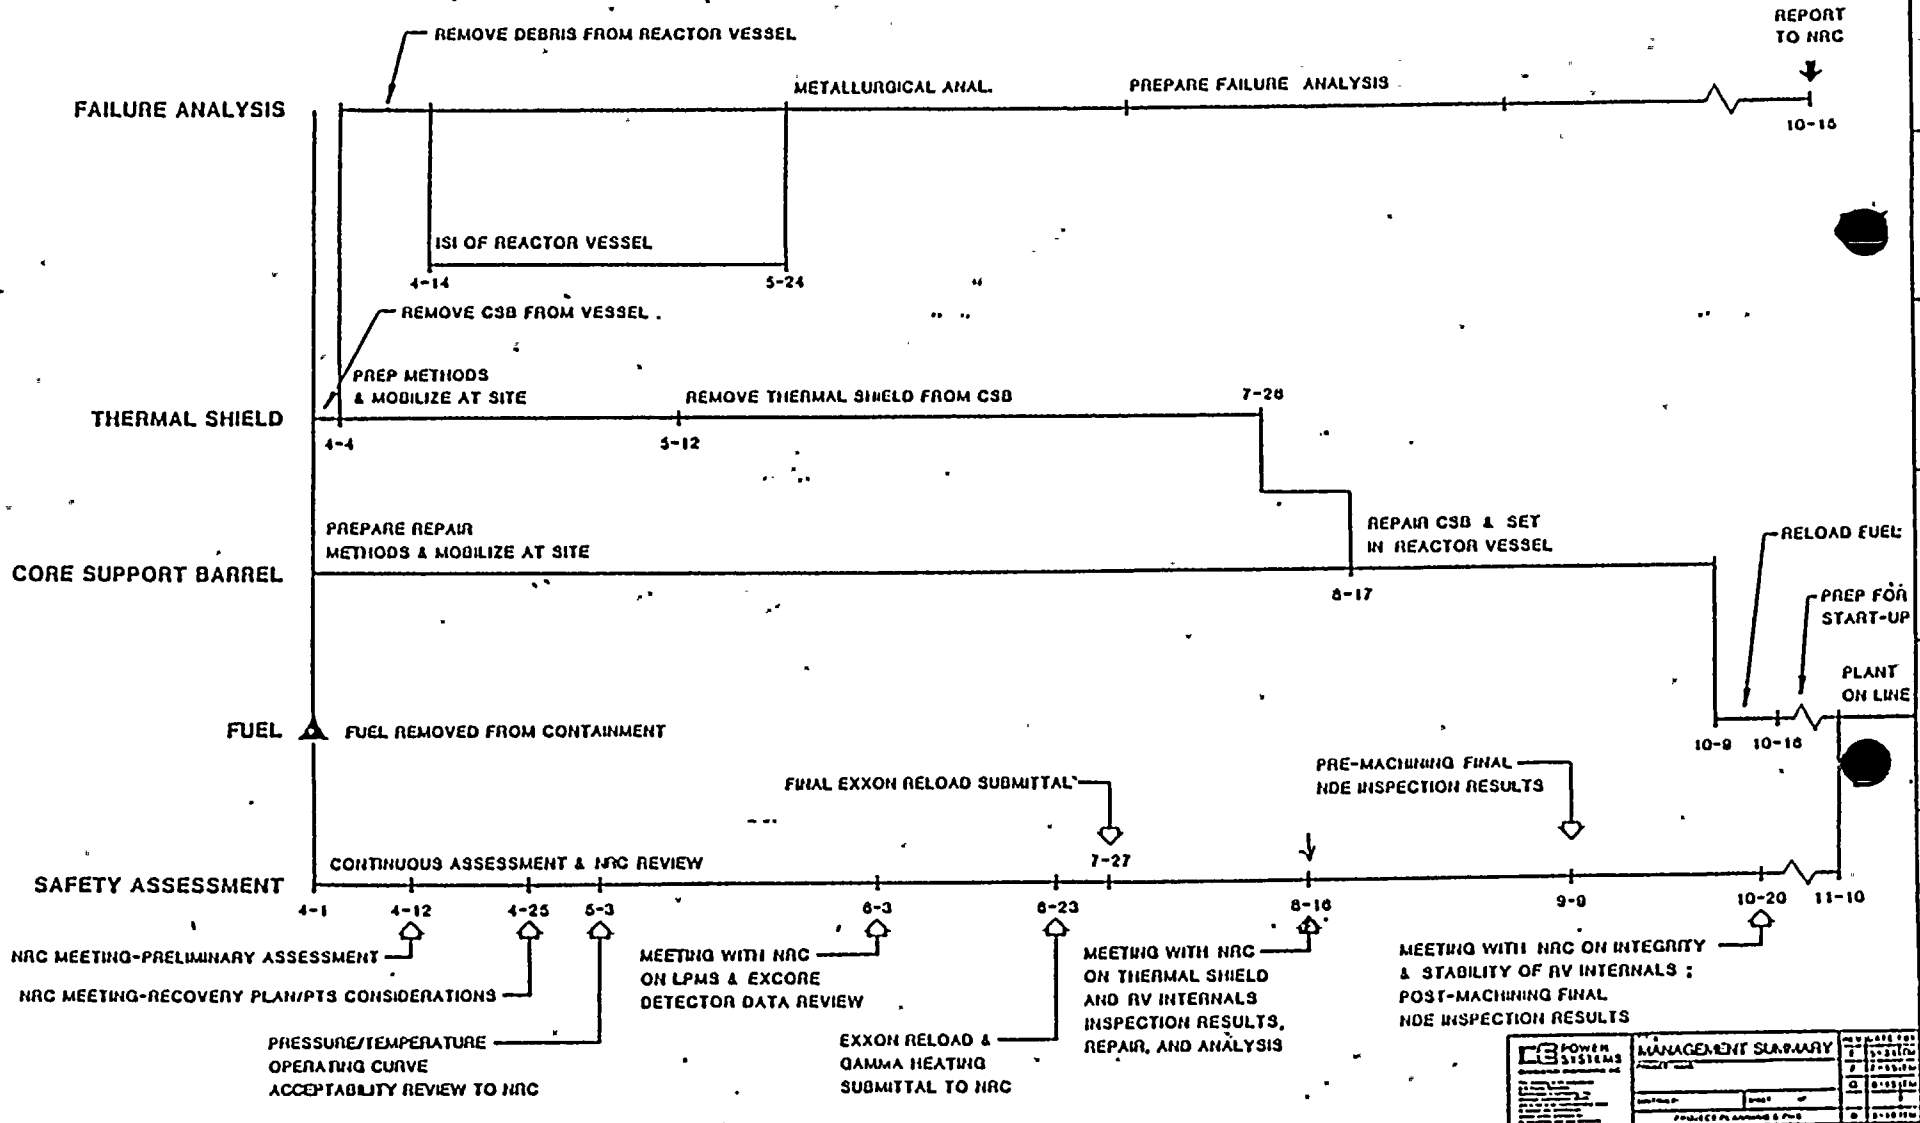 REPORT
TO NRC
REMOVE DEBRIS FROM REACTOR VESSEL
METALLURGICAL ANAL.
PREPARE FAILURE ANALYSIS
FAILURE ANALYSIS
10-15
ISI OF REACTOR VESSEL
4-14
5-24
REMOVE CSB FROM VESSEL
PREP METHODS
& MOBILIZE AT SITE
REMOVE THERMAL SHIELD FROM CSB
7-26
THERMAL SHIELD
4-4
5-12
PREPARE REPAIR
METHODS & MOBILIZE AT SITE
REPAIR CSB & SET
IN REACTOR VESSEL
RELOAD FUEL
CORE SUPPORT BARREL
8-17
PREP FOR
START-UP
PLANT
ON LINE
FUEL
FUEL REMOVED FROM CONTAINMENT
10-9
10-16
FINAL EXXON RELOAD SUBMITTAL
PRE-MACHINING FINAL
NDE INSPECTION RESULTS
CONTINUOUS ASSESSMENT & NRC REVIEW
7-27
SAFETY ASSESSMENT
4-1
4-12
4-25
5-3
6-3
6-23
8-16
10-20
11-10
NRC MEETING-PRELIMINARY ASSESSMENT
NRC MEETING-RECOVERY PLAN/PTS CONSIDERATIONS
PRESSURE/TEMPERATURE
OPERATING CURVE
ACCEPTABILITY REVIEW TO NRC
MEETING WITH NRC
ON LPMS & EXCORE
DETECTOR DATA REVIEW
EXXON RELOAD &
GAMMA HEATING
SUBMITTAL TO NRC
MEETING WITH NRC
ON THERMAL SHIELD
AND RV INTERNALS
INSPECTION RESULTS,
REPAIR, AND ANALYSIS
MEETING WITH NRC ON INTEGRITY
& STABILITY OF RV INTERNALS ;
POST-MACHINING FINAL
NDE INSPECTION RESULTS
CE POWER
SYSTEMS
MANAGEMENT SUMMARY